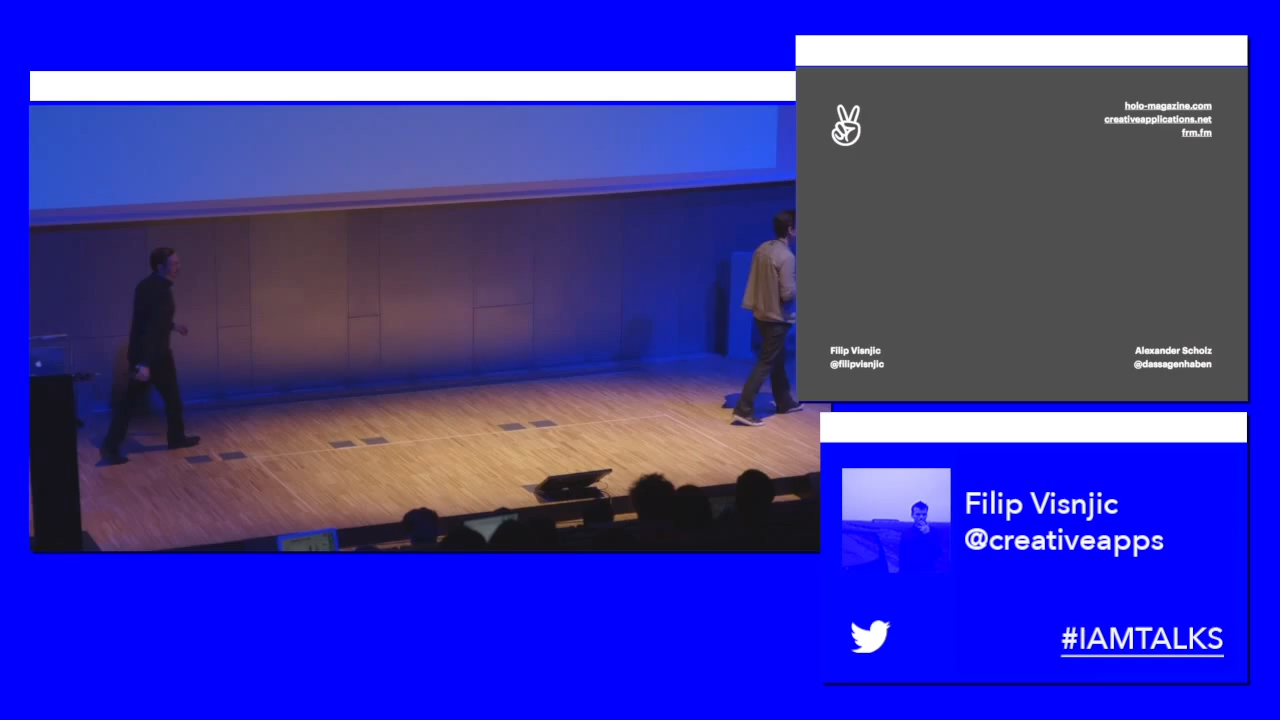 holo-magazine.com
creativeapplications.net
frm.fm
Filip Visnjic
@filipvisnjic
Alexander Scholz
@dassagenhaben
Filip Visnjic
@creativeapps
#IAMTALKS